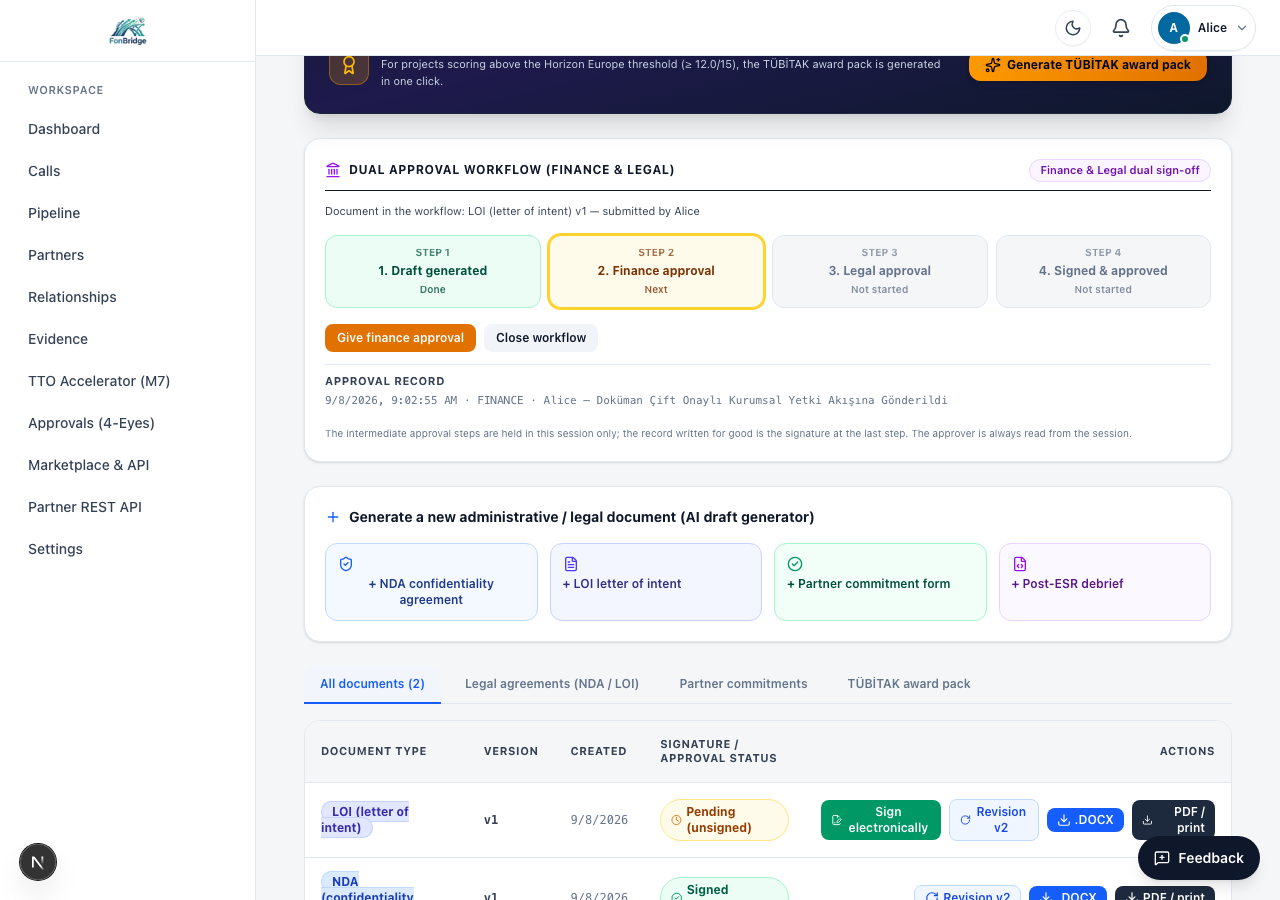 FonBridge
A
Alice
WORKSPACE
Dashboard
Calls
Pipeline
Partners
Relationships
Evidence
TTO Accelerator (M7)
Approvals (4-Eyes)
Marketplace & API
Partner REST API
Settings
N
For projects scoring above the Horizon Europe threshold (≥ 12.0/15), the TÜBİTAK award pack is generated
in one click.
Generate TÜBİTAK award pack
DUAL APPROVAL WORKFLOW (FINANCE & LEGAL)
Finance & Legal dual sign-off
Document in the workflow: LOI (letter of intent) v1 — submitted by Alice
STEP 1
1. Draft generated
Done
STEP 2
2. Finance approval
Next
STEP 3
3. Legal approval
Not started
STEP 4
4. Signed & approved
Not started
Give finance approval
Close workflow
APPROVAL RECORD
9/8/2026, 9:02:55 AM · FINANCE · Alice — Doküman Çift Onaylı Kurumsal Yetki Akışına Gönderildi
The intermediate approval steps are held in this session only; the record written for good is the signature at the last step. The approver is always read from the session.
Generate a new administrative / legal document (AI draft generator)
+ NDA confidentiality
agreement
+ LOI letter of intent
+ Partner commitment form
+ Post-ESR debrief
All documents (2)
Legal agreements (NDA / LOI)
Partner commitments
TÜBİTAK award pack
DOCUMENT TYPE
VERSION
CREATED
SIGNATURE /
APPROVAL STATUS
ACTIONS
LOI (letter of
intent)
v1
9/8/2026
Pending
(unsigned)
Sign
electronically
Revision
v2
.DOCX
PDF /
print
NDA
(confidentiality
v1
9/8/2026
Signed
Revision v2
.DOCX
PDF / print
Feedback